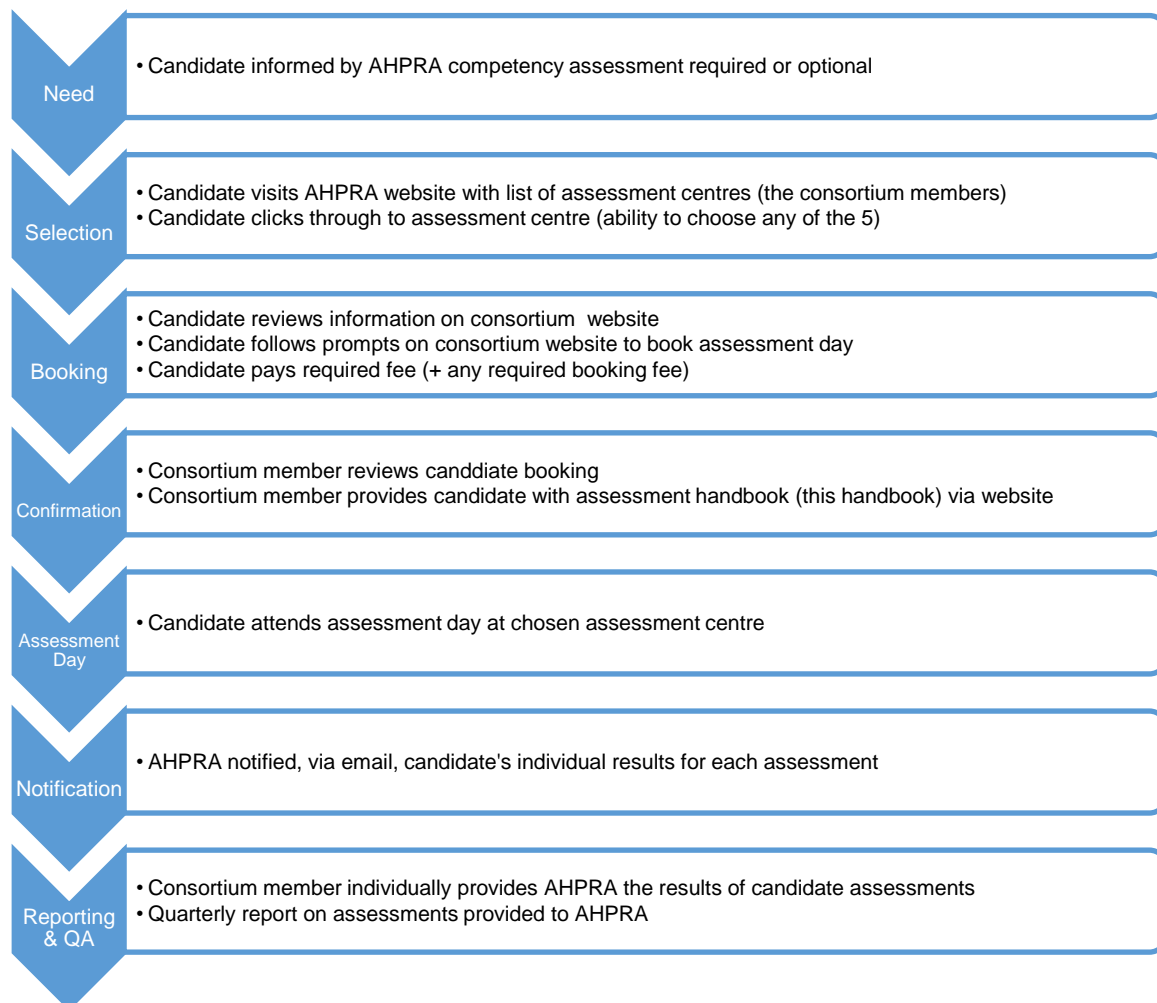 Need
• Candidate informed by AHPRA competency assessment required or optional
Selection
• Candidate visits AHPRA website with list of assessment centres (the consortium members)
• Candidate clicks through to assessment centre (ability to choose any of the 5)
Booking
• Candidate reviews information on consortium  website
• Candidate follows prompts on consortium website to book assessment day
• Candidate pays required fee (+ any required booking fee)
Confirmation
• Consortium member reviews canddiate booking
• Consortium member provides candidate with assessment handbook (this handbook) via website
Assessment
Day
• Candidate attends assessment day at chosen assessment centre
Notification
• AHPRA notified, via email, candidate's individual results for each assessment
Reporting
& QA
• Consortium member individually provides AHPRA the results of candidate assessments
• Quarterly report on assessments provided to AHPRA